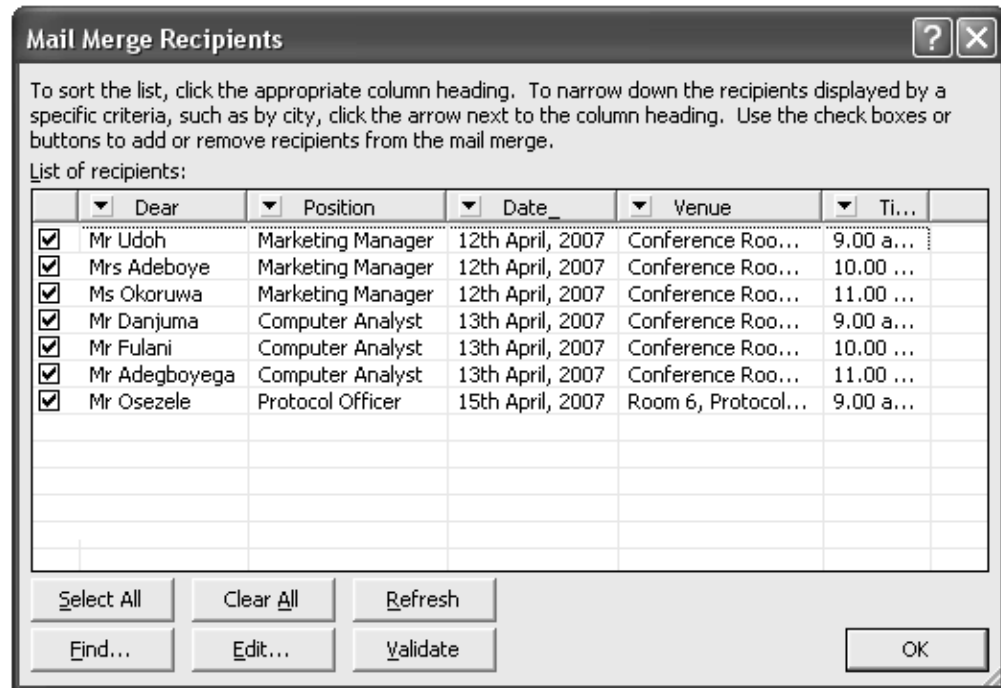 Mail Merge Recipients
To sort the list, click the appropriate column heading. To narrow down the recipients displayed by a
specific criteria, such as by city, click the arrow next to the column heading. Use the check boxes or
buttons to add or remove recipients from the mail merge.
List of recipients:
Dear Position Date_ Venue Ti...
Mr Udoh Marketing Manager 12th April, 2007 Conference Roo... 9.00 a...
Mrs Adeboye Marketing Manager 12th April, 2007 Conference Roo... 10.00 ...
Ms Okoruwa Marketing Manager 12th April, 2007 Conference Roo... 11.00 ...
Mr Danjuma Computer Analyst 13th April, 2007 Conference Roo... 9.00 a...
Mr Fulani Computer Analyst 13th April, 2007 Conference Roo... 10.00 ...
Mr Adegboyega Computer Analyst 13th April, 2007 Conference Roo... 11.00 ...
Mr Osezele Protocol Officer 15th April, 2007 Room 6, Protocol... 9.00 a...
Select All Clear All Refresh
Find... Edit... Validate OK